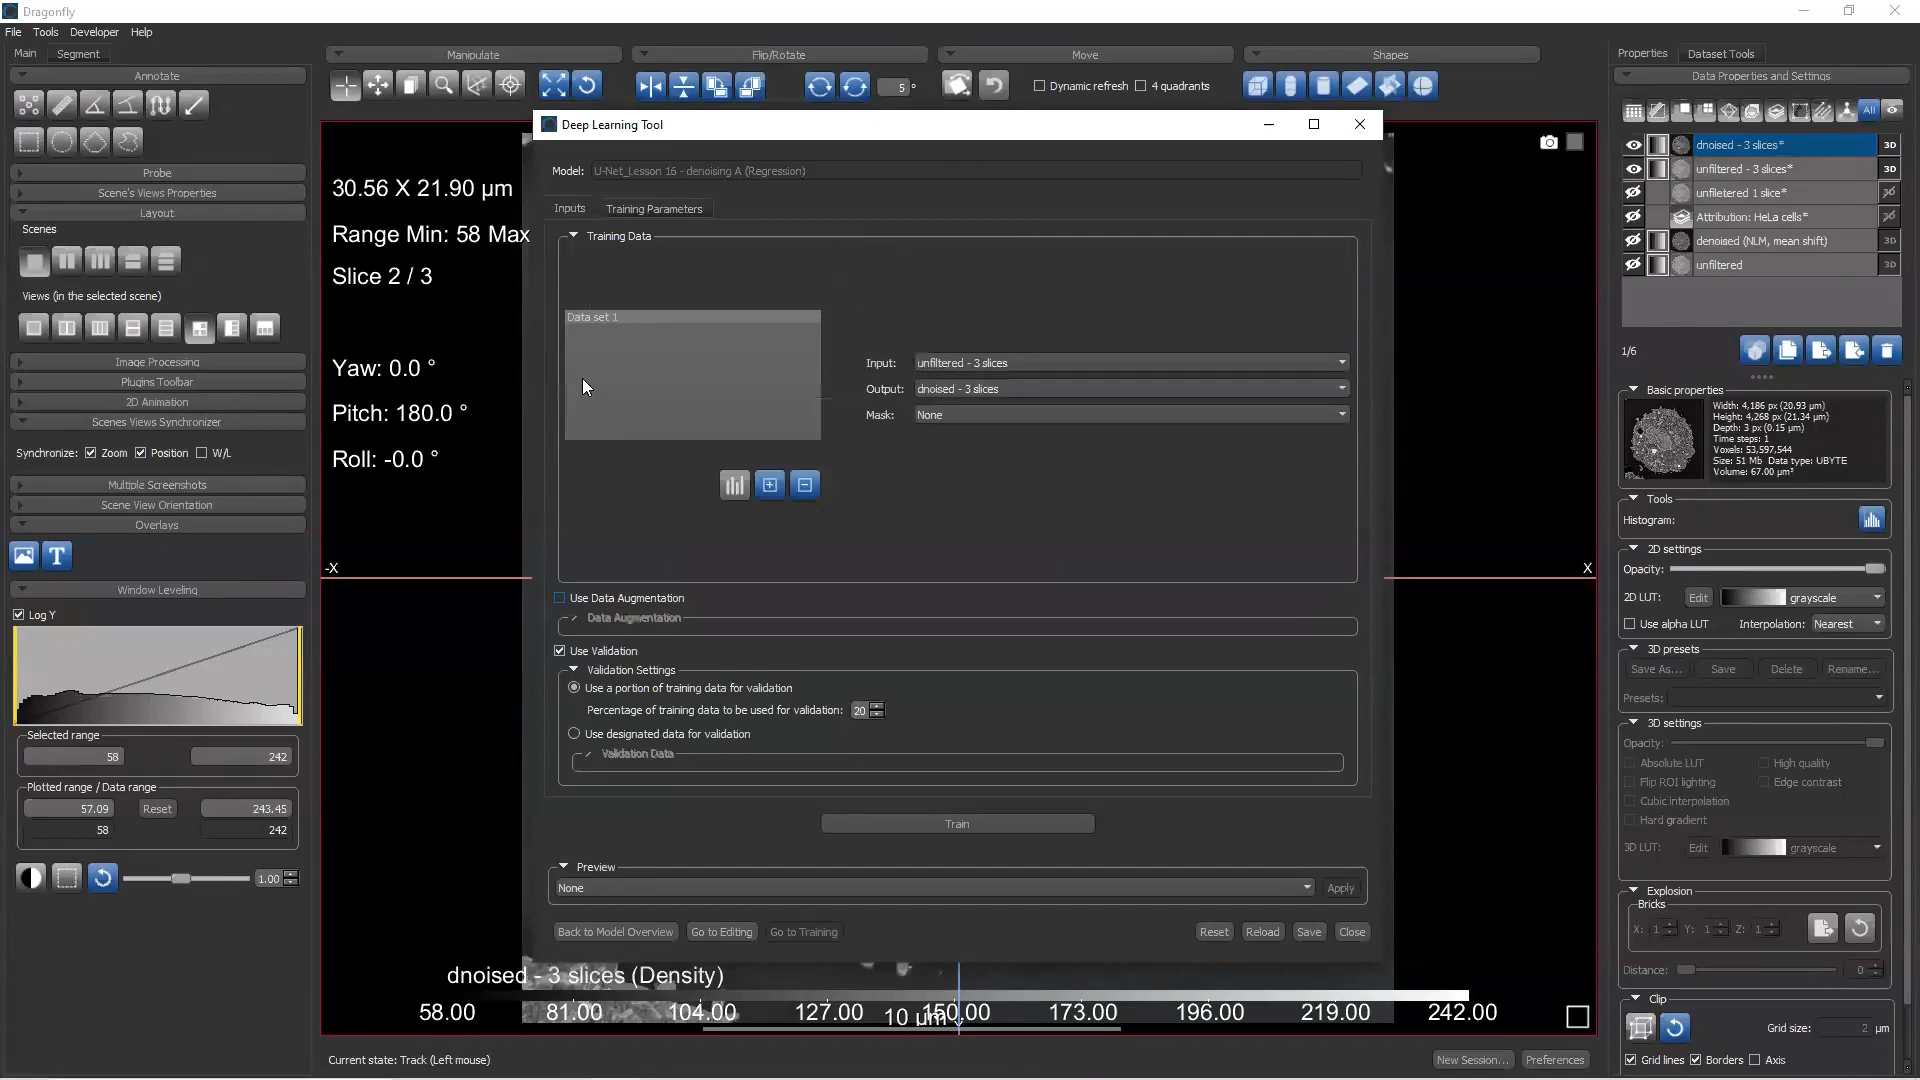 Dragonfly
File Tools Developer Help
Main Segment
Annotate
Probe
Scene's Views Properties
Layout
Scenes
Views (in the selected scene)
Image Processing
Plugins Toolbar
2D Animation
Scenes Views Synchronizer
Synchronize: Zoom Position W/L
Multiple Screenshots
Scene View Orientation
Overlays
T
Window Leveling
Log Y
Selected range
58 242
Plotted range / Data range
57.09 Reset 243.45
58 242
1.00
Manipulate
Flip/Rotate
5 °
Move
Dynamic refresh 4 quadrants
Shapes
30.56 X 21.90 µm
Range Min: 58 Max
Slice 2 / 3
Yaw: 0.0 °
Pitch: 180.0 °
Roll: -0.0 °
-X
X
Deep Learning Tool
Model: U-Net_Lesson 16 - denoising A (Regression)
Inputs Training Parameters
Training Data
Data set 1
Input: unfiltered - 3 slices
Output: dnoised - 3 slices
Mask: None
Use Data Augmentation
Data Augmentation
Use Validation
Validation Settings
Use a portion of training data for validation
Percentage of training data to be used for validation: 20
Use designated data for validation
Validation Data
Train
Preview
None Apply
Back to Model Overview Go to Editing Go to Training Reset Reload Save Close
dnoised - 3 slices (Density)
58.00 81.00 104.00 127.00 150.00 173.00 196.00 219.00 242.00
10 µm
Current state: Track (Left mouse)
New Session... Preferences
Properties Dataset Tools
Data Properties and Settings
All
dnoised - 3 slices* 3D
unfiltered - 3 slices* 3D
unfiletered 1 slice* 3D
Attribution: HeLa cells* 3D
denoised (NLM, mean shift) 3D
unfiltered 3D
1/6
Basic properties
Width: 4,186 px (20.93 µm)
Height: 4,268 px (21.34 µm)
Depth: 3 px (0.15 µm)
Time steps: 1
Voxels: 53,597,544
Size: 51 Mb Data type: UBYTE
Volume: 67.00 µm³
Tools
Histogram:
2D settings
Opacity:
2D LUT: Edit grayscale
Use alpha LUT Interpolation: Nearest
3D presets
Save As... Save Delete Rename...
Presets:
3D settings
Opacity:
Absolute LUT High quality
Flip ROI lighting Edge contrast
Cubic interpolation
Hard gradient
3D LUT: Edit grayscale
Explosion
Bricks
X: 1 Y: 1 Z: 1
Distance: 0
Clip
Grid size: 2 µm
Grid lines Borders Axis